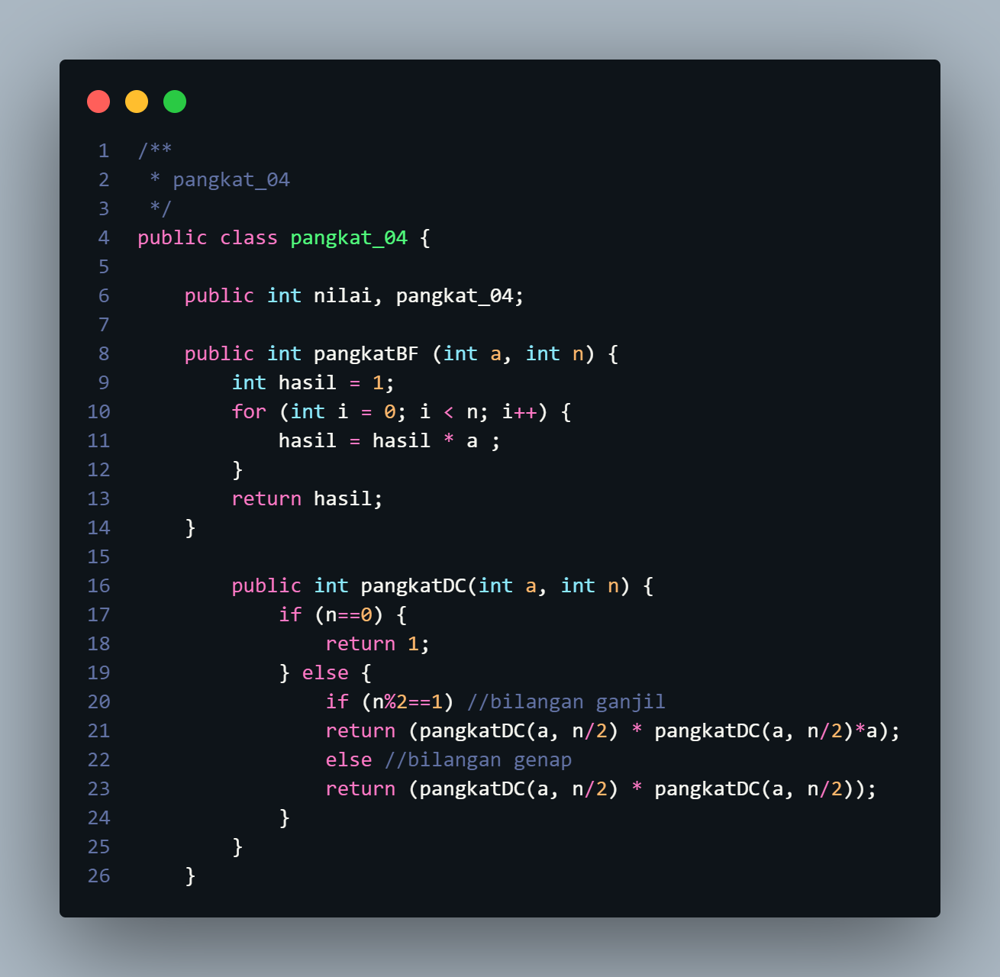 1 /**
2  * pangkat_04
3  */
4 public class pangkat_04 {
5
6     public int nilai, pangkat_04;
7
8     public int pangkatBF (int a, int n) {
9         int hasil = 1;
10         for (int i = 0; i < n; i++) {
11             hasil = hasil * a ;
12         }
13         return hasil;
14     }
15
16         public int pangkatDC(int a, int n) {
17             if (n==0) {
18                 return 1;
19             } else {
20                 if (n%2==1) //bilangan ganjil
21                 return (pangkatDC(a, n/2) * pangkatDC(a, n/2)*a);
22                 else //bilangan genap
23                 return (pangkatDC(a, n/2) * pangkatDC(a, n/2));
24             }
25         }
26     }